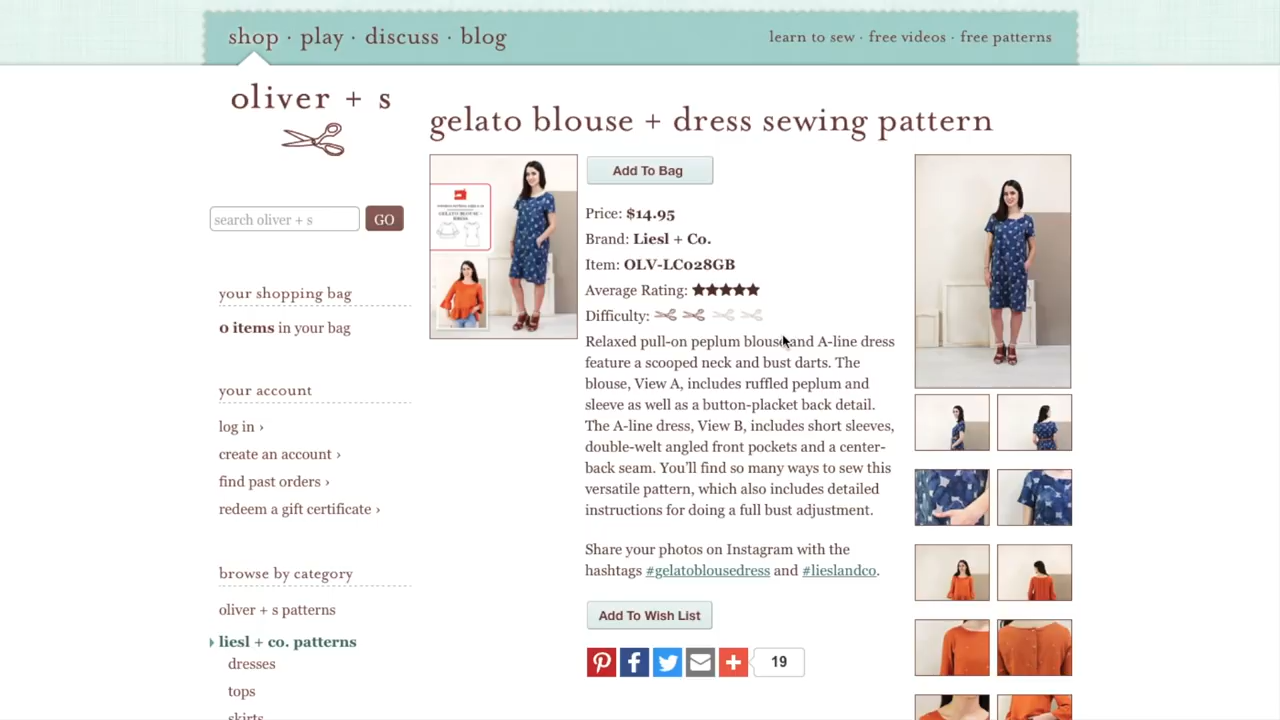 shop · play · discuss · blog
learn to sew · free videos · free patterns
oliver + s
search oliver + s
GO
your shopping bag
0 items in your bag
your account
log in ›
create an account ›
find past orders ›
redeem a gift certificate ›
browse by category
oliver + s patterns
liesl + co. patterns
dresses
tops
skirts
gelato blouse + dress sewing pattern
GELATO BLOUSE +
DRESS
Add To Bag
Price: $14.95
Brand: Liesl + Co.
Item: OLV-LC028GB
Average Rating:
Difficulty:
Relaxed pull-on peplum blouse and A-line dress
feature a scooped neck and bust darts. The
blouse, View A, includes ruffled peplum and
sleeve as well as a button-placket back detail.
The A-line dress, View B, includes short sleeves,
double-welt angled front pockets and a center-
back seam. You'll find so many ways to sew this
versatile pattern, which also includes detailed
instructions for doing a full bust adjustment.
Share your photos on Instagram with the
hashtags #gelatoblousedress and #lieslandco.
Add To Wish List
19